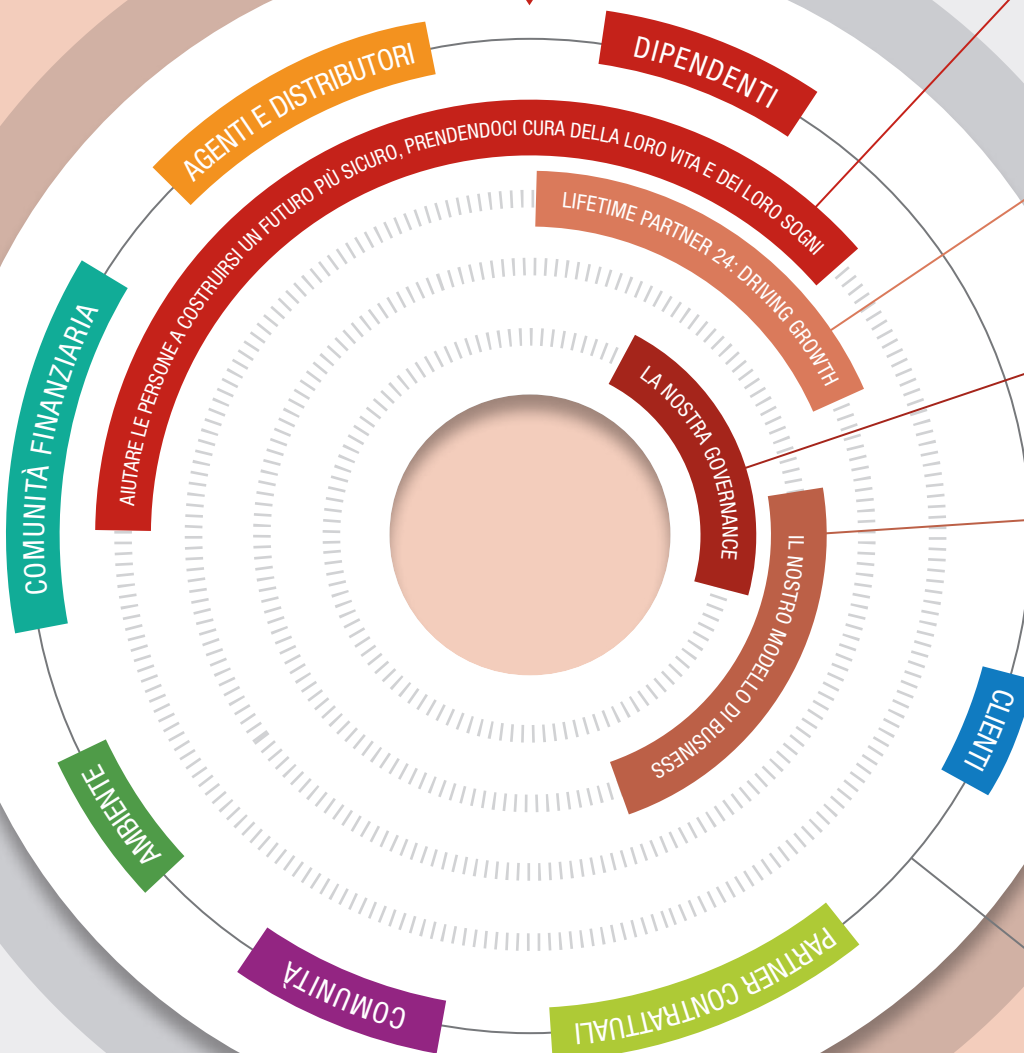 AGENTI E DISTRIBUTORI
DIPENDENTI
AIUTARE LE PERSONE A COSTRUIRSI UN FUTURO PIÙ SICURO, PRENDENDOCI CURA DELLA LORO VITA E DEI LORO SOGNI
LIFETIME PARTNER 24: DRIVING GROWTH
COMUNITÀ FINANZIARIA
LA NOSTRA GOVERNANCE
IL NOSTRO MODELLO DI BUSINESS
CLIENTI
AMBIENTE
COMUNITÀ
PARTNER CONTRATTUALI